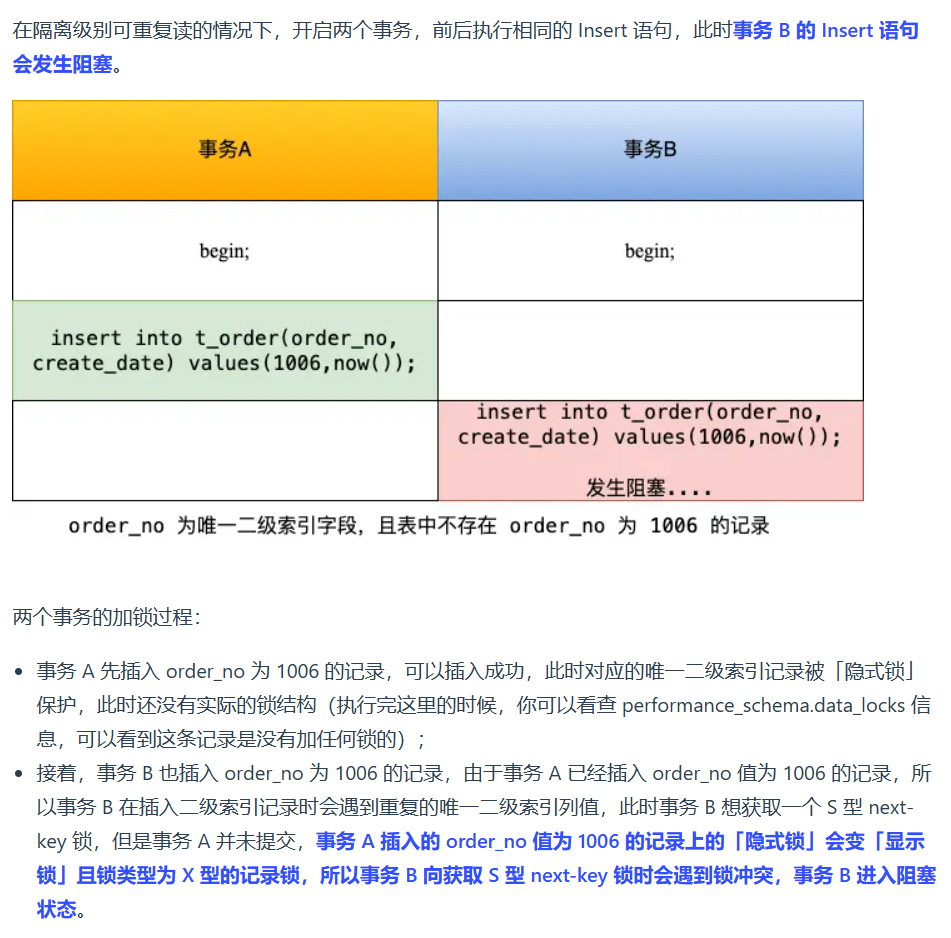 在隔离级别可重复读的情况下，开启两个事务，前后执行相同的 Insert 语句，此时事务 B 的 Insert 语句
会发生阻塞。
事务A
事务B
begin;
begin;
insert into t_order(order_no,
create_date) values(1006,now());
insert into t_order(order_no,
create_date) values(1006,now());
发生阻塞....
order_no 为唯一二级索引字段，且表中不存在 order_no 为 1006 的记录
两个事务的加锁过程：
• 事务 A 先插入 order_no 为 1006 的记录，可以插入成功，此时对应的唯一二级索引记录被「隐式锁」
保护，此时还没有实际的锁结构（执行完这里的时候，你可以看查 performance_schema.data_locks 信
息，可以看到这条记录是没有加任何锁的）；
• 接着，事务 B 也插入 order_no 为 1006 的记录，由于事务 A 已经插入 order_no 值为 1006 的记录，所
以事务 B 在插入二级索引记录时会遇到重复的唯一二级索引列值，此时事务 B 想获取一个 S 型 next-
key 锁，但是事务 A 并未提交，事务 A 插入的 order_no 值为 1006 的记录上的「隐式锁」会变「显示
锁」且锁类型为 X 型的记录锁，所以事务 B 向获取 S 型 next-key 锁时会遇到锁冲突，事务 B 进入阻塞
状态。